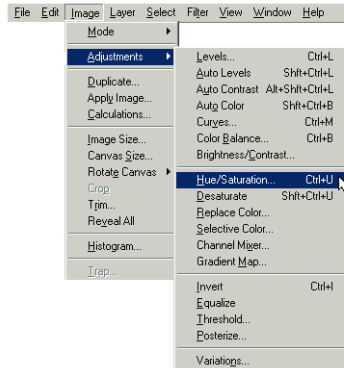 File Edit Image Layer Select Filter View Window Help
Mode
Adjustments
Duplicate...
Apply Image...
Calculations...
Image Size...
Canvas Size...
Rotate Canvas
Crop
Trim...
Reveal All
Histogram...
Trap...
Levels... Ctrl+L
Auto Levels Shft+Ctrl+L
Auto Contrast Alt+Shft+Ctrl+L
Auto Color Shft+Ctrl+B
Curves... Ctrl+M
Color Balance... Ctrl+B
Brightness/Contrast...
Hue/Saturation... Ctrl+U
Desaturate Shft+Ctrl+U
Replace Color...
Selective Color...
Channel Mixer...
Gradient Map...
Invert Ctrl+I
Equalize
Threshold...
Posterize...
Variations...